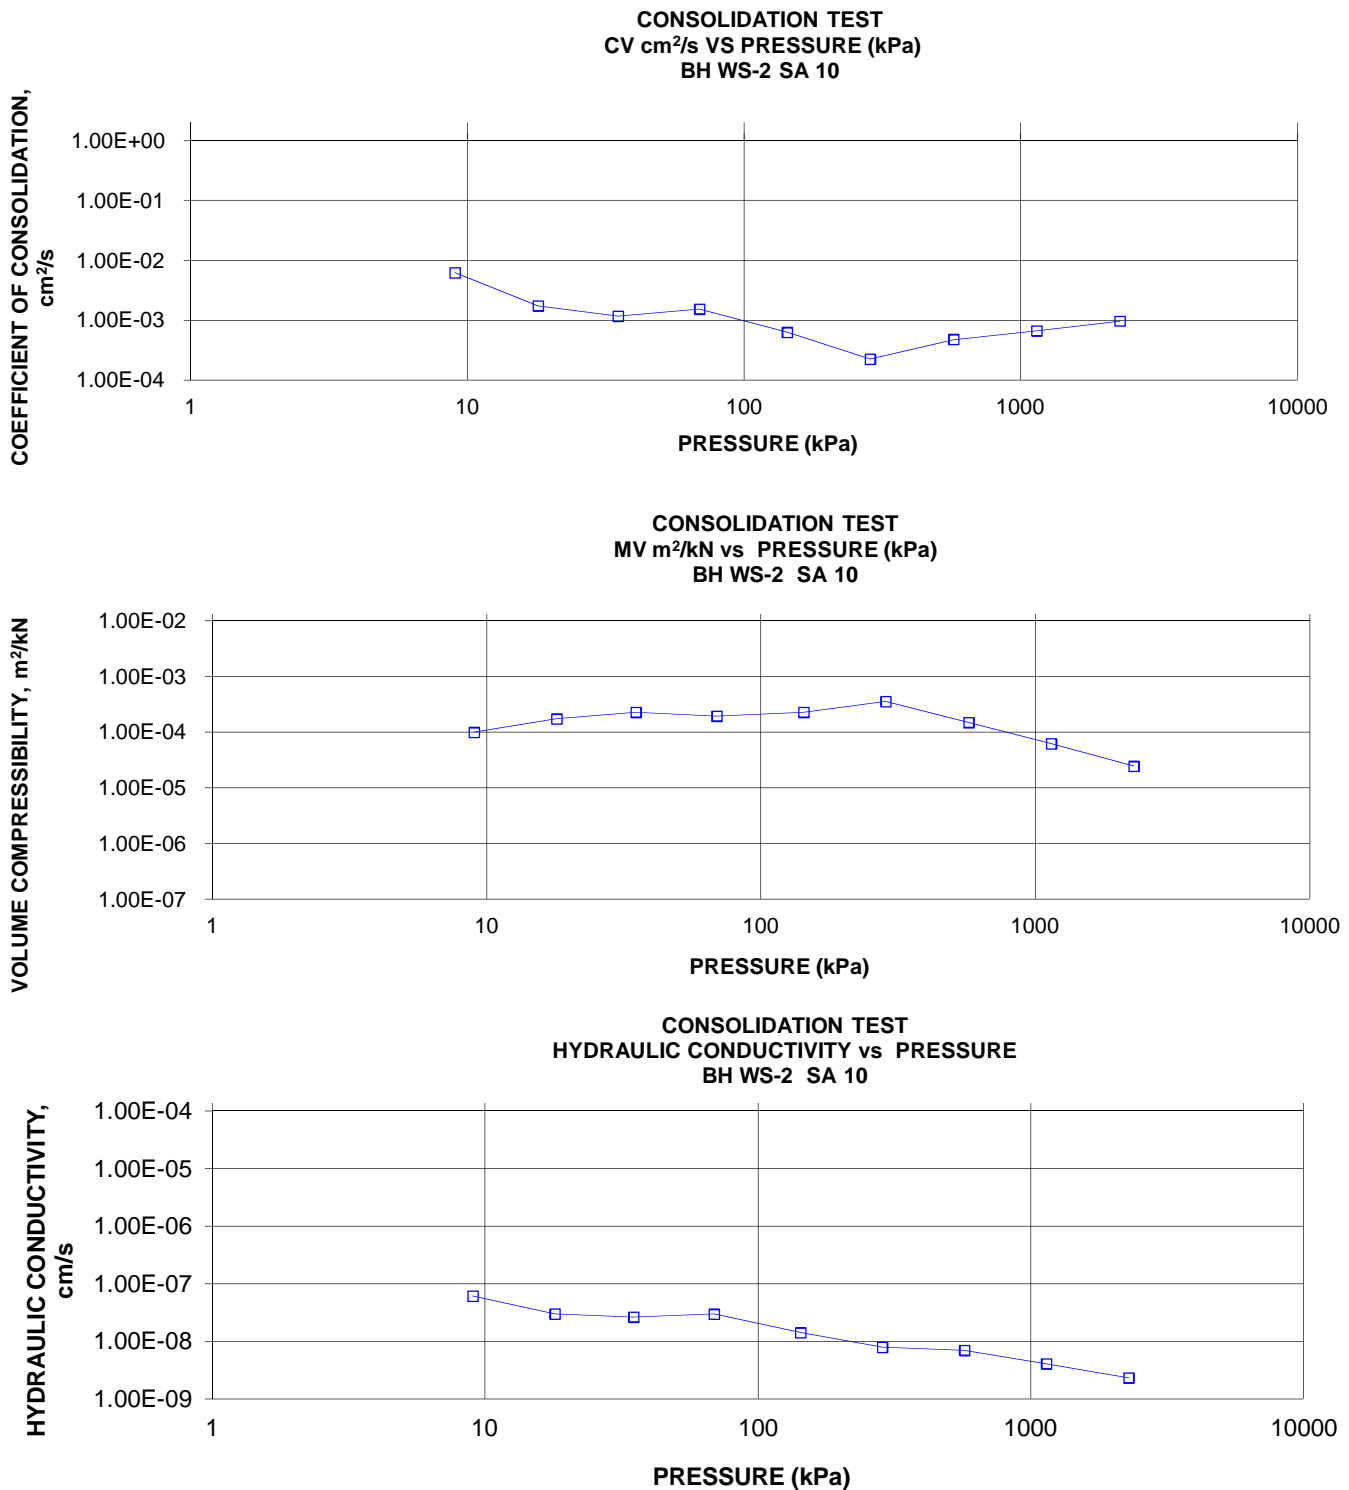 CONSOLIDATION TEST
CV cm²/s VS PRESSURE (kPa)
BH WS-2 SA 10
COEFFICIENT OF CONSOLIDATION,
cm²/s
1.00E+00
1.00E-01
1.00E-02
1.00E-03
1.00E-04
1 10 100 1000 10000
PRESSURE (kPa)
CONSOLIDATION TEST
MV m²/kN vs PRESSURE (kPa)
BH WS-2 SA 10
VOLUME COMPRESSIBILITY, m²/kN
1.00E-02
1.00E-03
1.00E-04
1.00E-05
1.00E-06
1.00E-07
1 10 100 1000 10000
PRESSURE (kPa)
CONSOLIDATION TEST
HYDRAULIC CONDUCTIVITY vs PRESSURE
BH WS-2 SA 10
HYDRAULIC CONDUCTIVITY,
cm/s
1.00E-04
1.00E-05
1.00E-06
1.00E-07
1.00E-08
1.00E-09
1 10 100 1000 10000
PRESSURE (kPa)